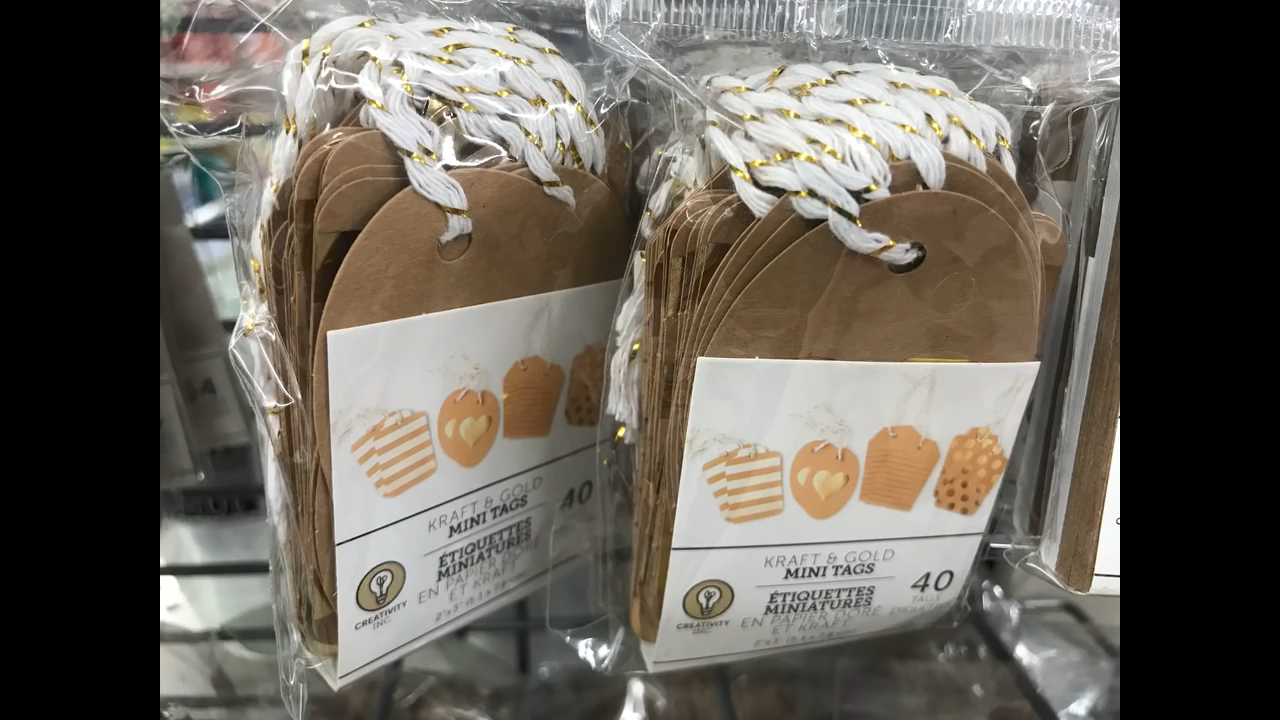 KRAFT & GOLD
MINI TAGS
ÉTIQUETTES
MINIATURES
EN PAPIER DORÉ
ET KRAFT
40
CREATIVITY
INC.
KRAFT & GOLD
MINI TAGS
ÉTIQUETTES
MINIATURES
EN PAPIER DORÉ
ET KRAFT
40
TAGS
CREATIVITY
INC.